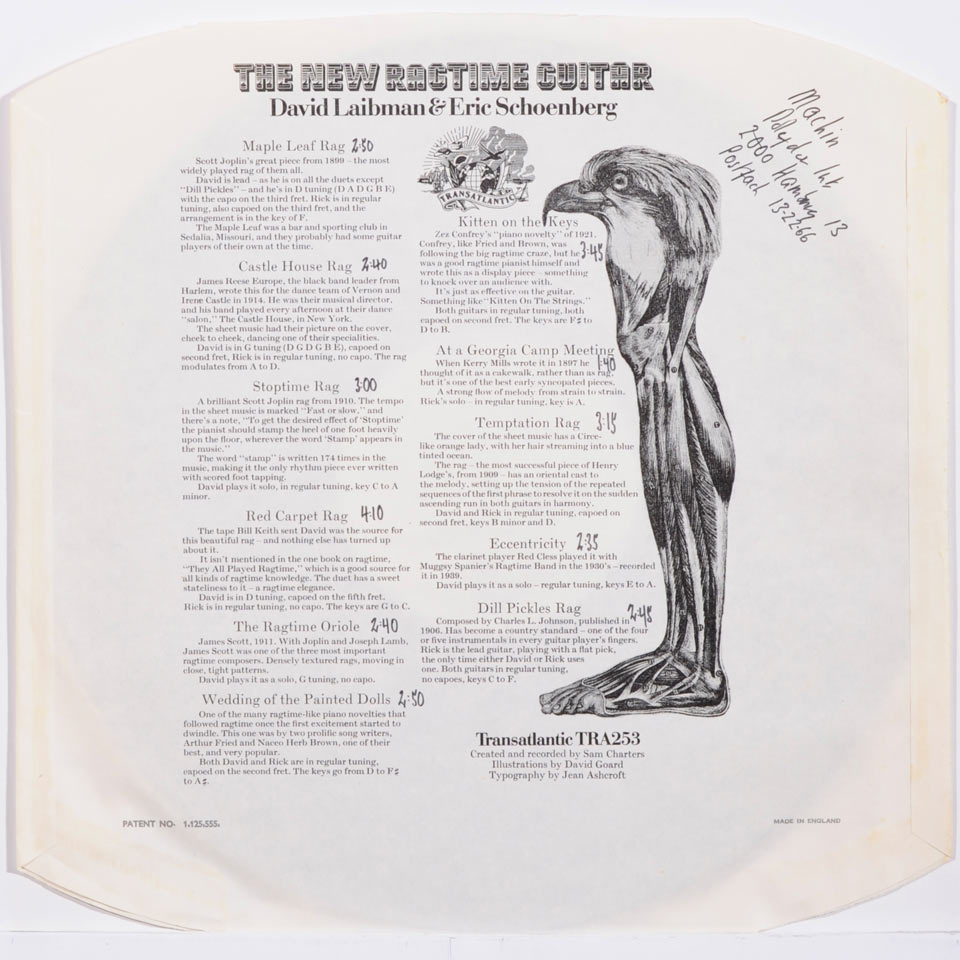 THE NEW RAGTIME GUITAR
David Laibman & Eric Schoenberg
Maple Leaf Rag 2:50
Scott Joplin's great piece from 1899 – the most
widely played rag of them all.
David is lead – as he is on all the duets except
"Dill Pickles" – and he's in D tuning (D A D G B E)
with the capo on the third fret. Rick is in regular
tuning, also capoed on the third fret, and the
arrangement is in the key of F.
The Maple Leaf was a bar and sporting club in
Sedalia, Missouri, and they probably had some guitar
players of their own at the time.
Castle House Rag 2:40
James Reese Europe, the black band leader from
Harlem, wrote this for the dance team of Vernon and
Irene Castle in 1914. He was their musical director,
and his band played every afternoon at their dance
"salon," The Castle House, in New York.
The sheet music had their picture on the cover,
cheek to cheek, dancing one of their specialities.
David is in G tuning (D G D G B E), capoed on
second fret, Rick is in regular tuning, no capo. The rag
modulates from A to D.
Stoptime Rag 3:00
A brilliant Scott Joplin rag from 1910. The tempo
in the sheet music is marked "Fast or slow," and
there's a note, "To get the desired effect of 'Stoptime'
the pianist should stamp the heel of one foot heavily
upon the floor, wherever the word 'Stamp' appears in
the music."
The word "stamp" is written 174 times in the
music, making it the only rhythm piece ever written
with scored foot tapping.
David plays it solo, in regular tuning, key C to A
minor.
Red Carpet Rag 4:10
The tape Bill Keith sent David was the source for
this beautiful rag – and nothing else has turned up
about it.
It isn't mentioned in the one book on ragtime,
"They All Played Ragtime," which is a good source for
all kinds of ragtime knowledge. The duet has a sweet
stateliness to it – a ragtime elegance.
David is in D tuning, capoed on the fifth fret.
Rick is in regular tuning, no capo. The keys are G to C.
The Ragtime Oriole 2:40
James Scott, 1911. With Joplin and Joseph Lamb,
James Scott was one of the three most important
ragtime composers. Densely textured rags, moving in
close, tight patterns.
David plays it as a solo, G tuning, no capo.
Wedding of the Painted Dolls 2:50
One of the many ragtime-like piano novelties that
followed ragtime once the first excitement started to
dwindle. This one was by two prolific song writers,
Arthur Fried and Naceo Herb Brown, one of their
best, and very popular.
Both David and Rick are in regular tuning,
capoed on the second fret. The keys go from D to F♯
to A♯.
TRANSATLANTIC
Kitten on the Keys
3:45
Zez Confrey's "piano novelty" of 1921.
Confrey, like Fried and Brown, was
following the big ragtime craze, but he
was a good ragtime pianist himself and
wrote this as a display piece – something
to knock over an audience with.
It's just as effective on the guitar.
Something like "Kitten On The Strings."
Both guitars in regular tuning, both
capoed on second fret. The keys are F♯ to
D to B.
At a Georgia Camp Meeting
1:40
When Kerry Mills wrote it in 1897 he
thought of it as a cakewalk, rather than as rag,
but it's one of the best early syncopated pieces.
A strong flow of melody from strain to strain.
Rick's solo – in regular tuning, key is A.
Temptation Rag 3:15
The cover of the sheet music has a Circe-
like orange lady, with her hair streaming into a blue
tinted ocean.
The rag – the most successful piece of Henry
Lodge's, from 1909 – has an oriental cast to
the melody, setting up the tension of the repeated
sequences of the first phrase to resolve it on the sudden
ascending run in both guitars in harmony.
David and Rick in regular tuning, capoed on
second fret, keys B minor and D.
Eccentricity 2:35
The clarinet player Red Cless played it with
Muggsy Spanier's Ragtime Band in the 1930's – recorded
it in 1939.
David plays it as a solo – regular tuning, keys E to A.
Dill Pickles Rag
2:45
Composed by Charles L. Johnson, published in
1906. Has become a country standard – one of the four
or five instrumentals in every guitar player's fingers.
Rick is the lead guitar, playing with a flat pick,
the only time either David or Rick uses
one. Both guitars in regular tuning,
no capoes, keys C to F.
Transatlantic TRA253
Created and recorded by Sam Charters
Illustrations by David Goard
Typography by Jean Ashcroft
Machin
2000 Hamburg 13
Postfach 132266
PATENT NO· 1,125,555.
MADE IN ENGLAND